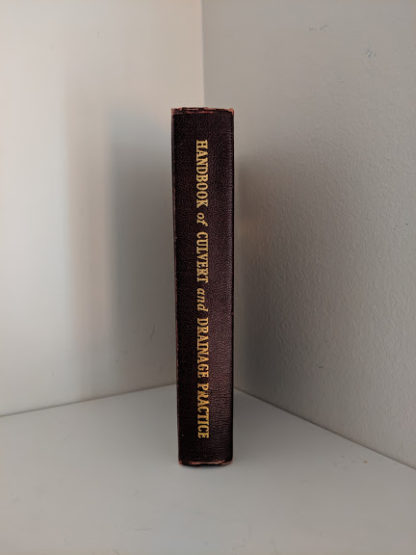 HANDBOOK of CULVERT and DRAINAGE PRACTICE